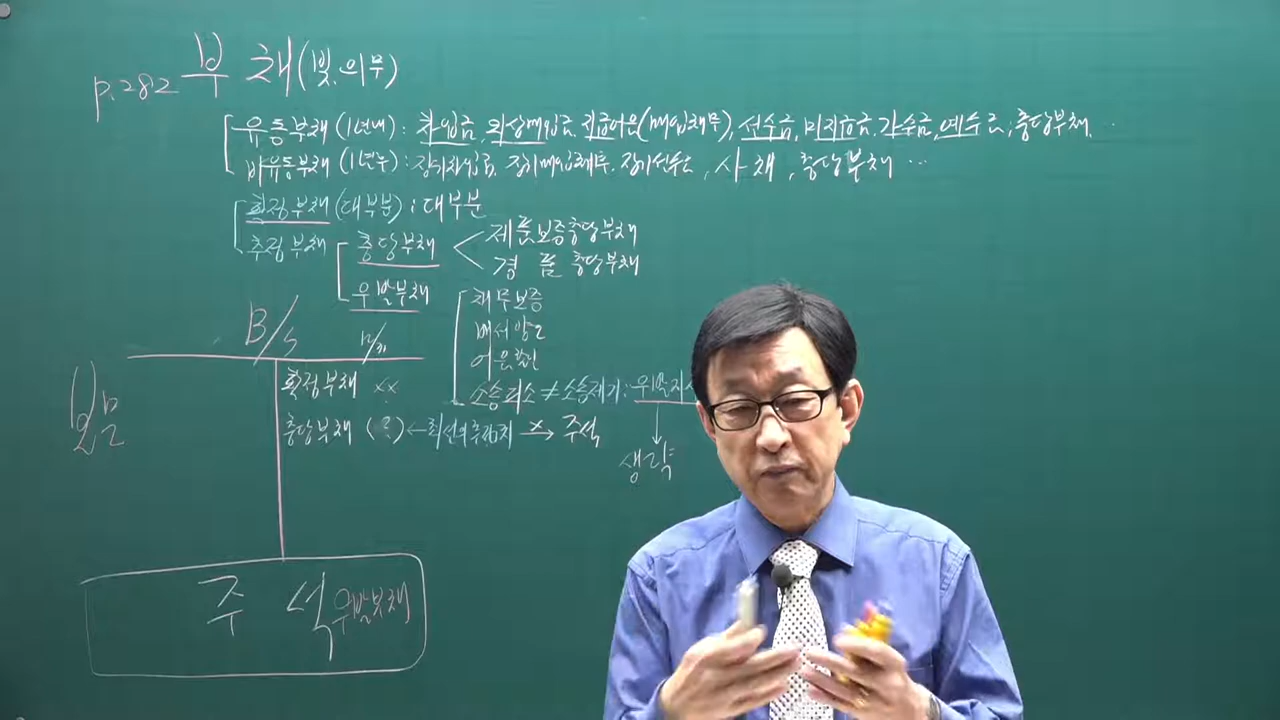 p.282 부 채(빚.의무)
유동부채(1년내): 차입금, 외상매입금, 지급어음(매입채무), 선수금, 미지급금, 가수금, 예수금, 충당부채 …
비유동부채(1년후): 장기차입금, 장기매입채무, 장기선수금, 사 채, 충당부채 …
확정부채(대부분): 대부분
추정부채
충당부채
제품보증충당부채
경 품 충당부채
우발부채
채무보증
배서양도
어음할인
소송피소 ≠ 소송제기: 우발자산
생략
B/S
확정부채 xx
충당부채 (?) ← 최선의추정치 x→ 주석
주 석 우발부채